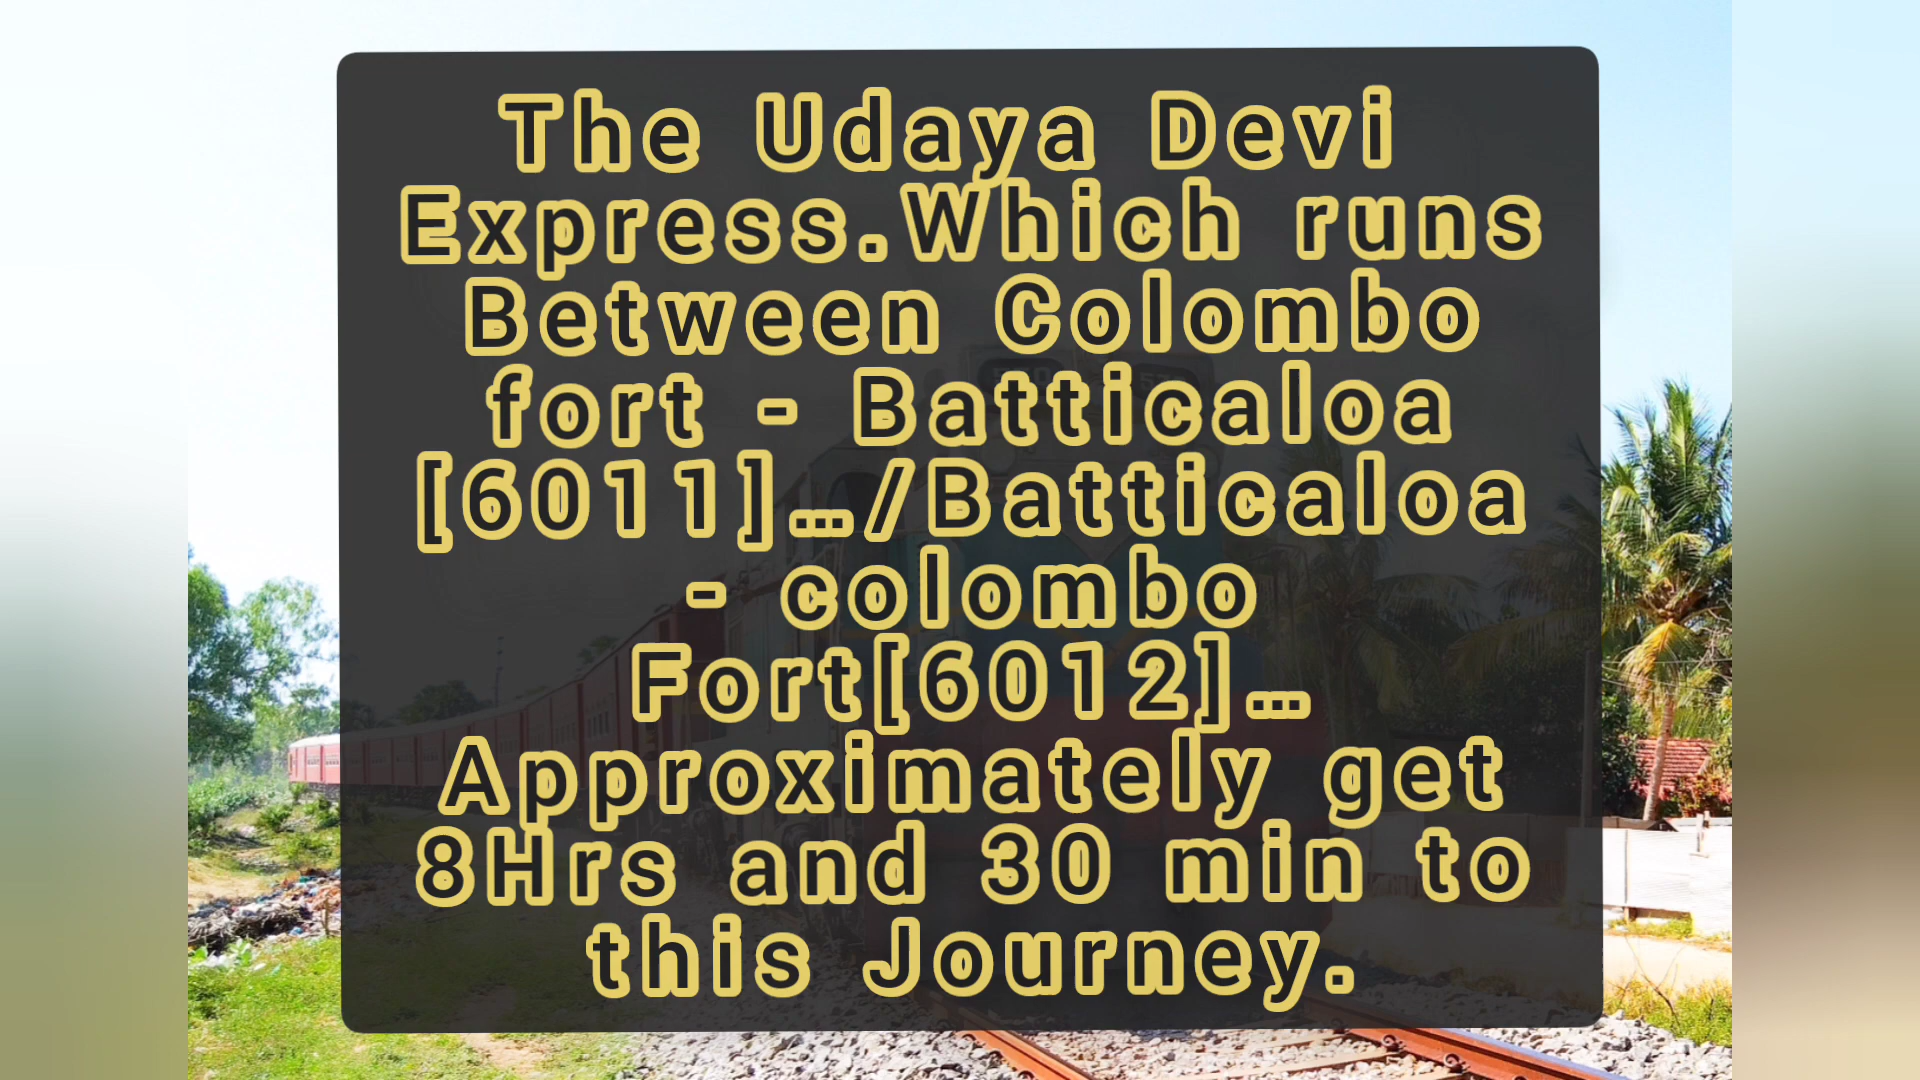 The Udaya Devi
Express.Which runs
Between Colombo
fort - Batticaloa
[6011]…/Batticaloa
- colombo
Fort[6012]…
Approximately get
8Hrs and 30 min to
this Journey.